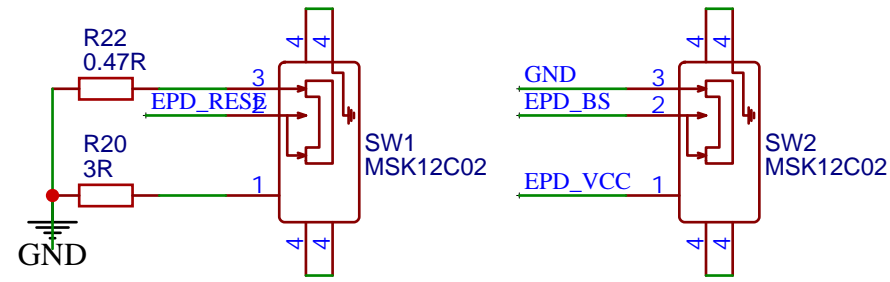 R22
0.47R
3
EPD_RESE
2
R20
3R
1
4
4
4
4
SW1
MSK12C02
GND
GND
3
EPD_BS
2
EPD_VCC
1
4
4
4
4
SW2
MSK12C02